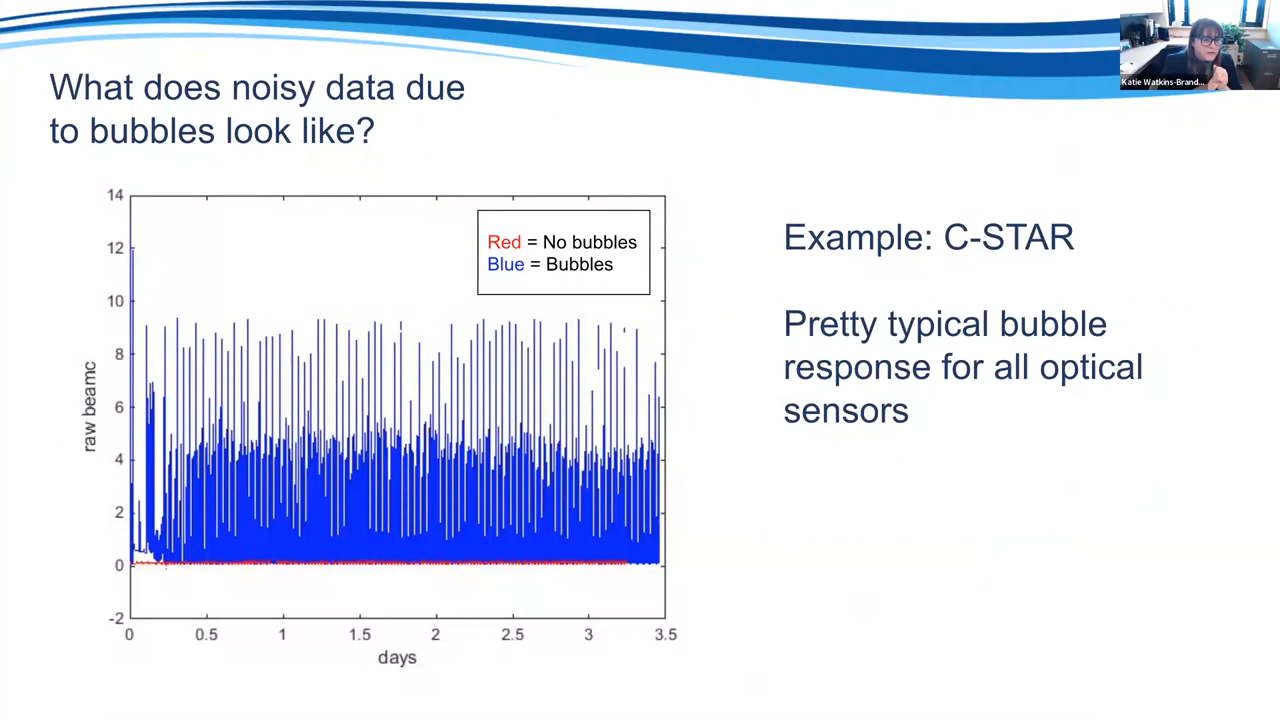 What does noisy data due
to bubbles look like?
Katie Watkins-Brand...
14
12
10
8
6
4
2
0
-2
raw beamc
Red = No bubbles
Blue = Bubbles
0
0.5
1
1.5
2
2.5
3
3.5
days
Example: C-STAR
Pretty typical bubble
response for all optical
sensors